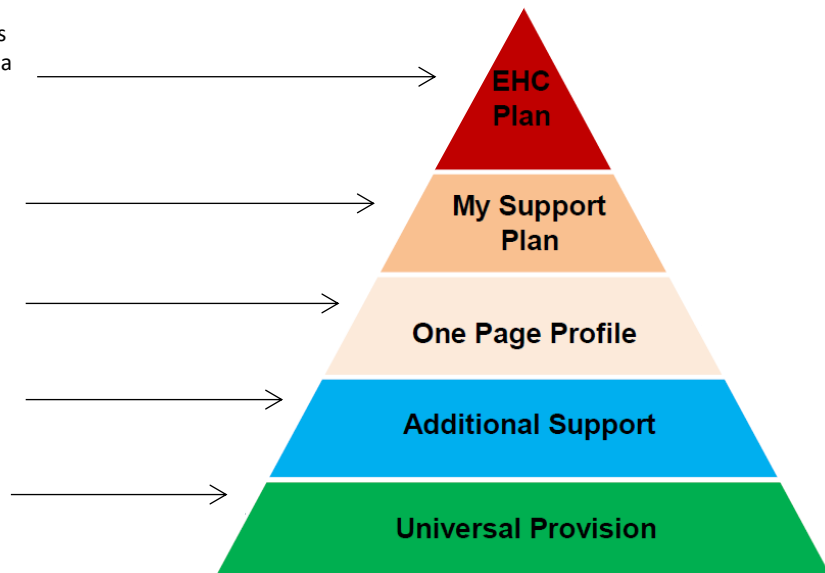 s
a
EHC
Plan
My Support
Plan
One Page Profile
Additional Support
Universal Provision